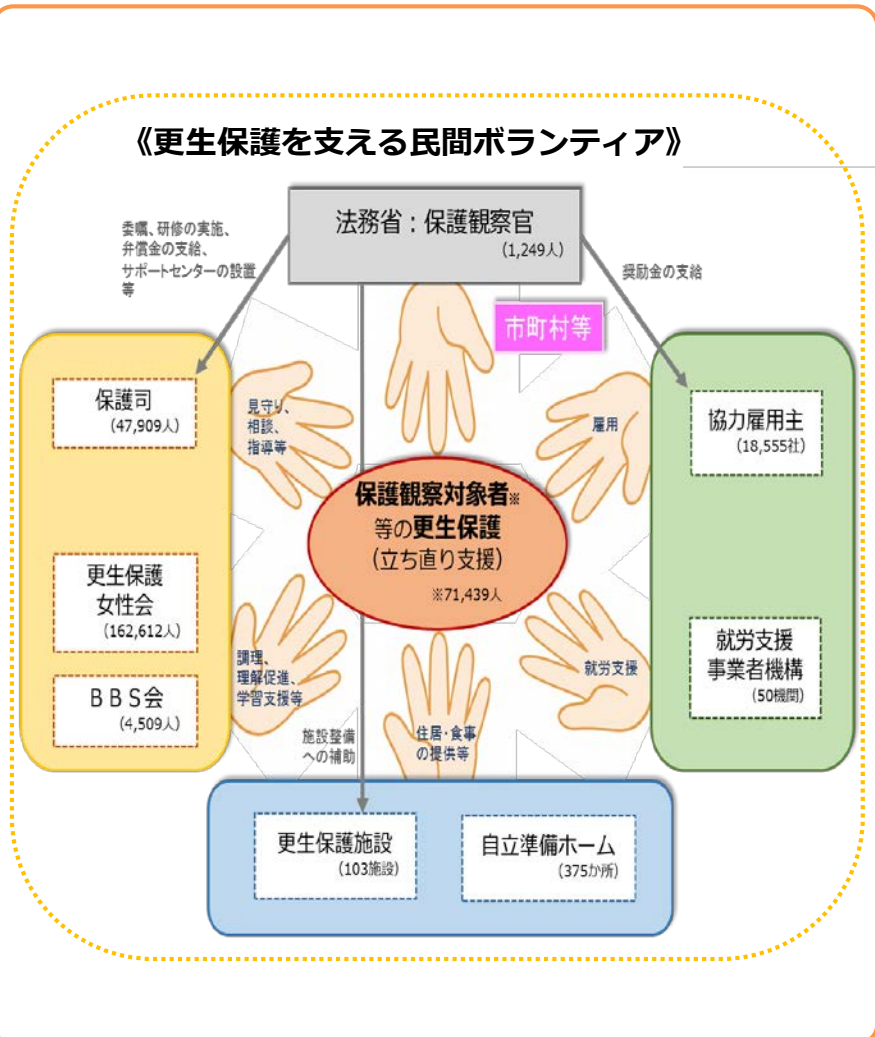 《更生保護を支える民間ボランティア》
法務省：保護観察官
(1,249人)
委嘱、研修の実施、
弁償金の支給、
サポートセンターの設置
等
奨励金の支給
市町村等
保護司
(47,909人)
見守り、
相談、
指導等
雇用
協力雇用主
(18,555社)
保護観察対象者※
等の更生保護
(立ち直り支援)
※71,439人
更生保護
女性会
(162,612人)
ＢＢＳ会
(4,509人)
調理、
理解促進、
学習支援等
就労支援
就労支援
事業者機構
(50機関)
施設整備
への補助
住居・食事
の提供等
更生保護施設
(103施設)
自立準備ホーム
(375か所)